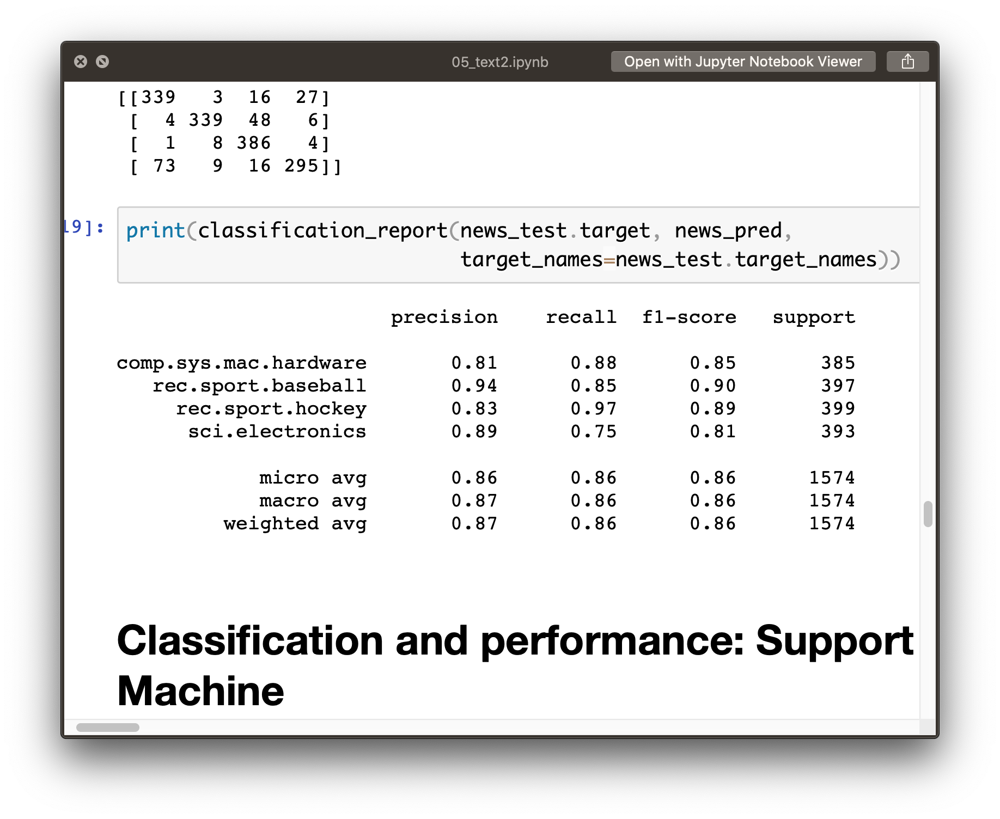 05_text2.ipynb
Open with Jupyter Notebook Viewer
[[339   3  16  27]
 [  4 339  48   6]
 [  1   8 386   4]
 [ 73   9  16 295]]
19]:
print(classification_report(news_test.target, news_pred,
                            target_names=news_test.target_names))
precision    recall  f1-score   support
comp.sys.mac.hardware       0.81      0.88      0.85       385
rec.sport.baseball       0.94      0.85      0.90       397
rec.sport.hockey       0.83      0.97      0.89       399
sci.electronics       0.89      0.75      0.81       393
micro avg       0.86      0.86      0.86      1574
macro avg       0.87      0.86      0.86      1574
weighted avg       0.87      0.86      0.86      1574
Classification and performance: Support
Machine